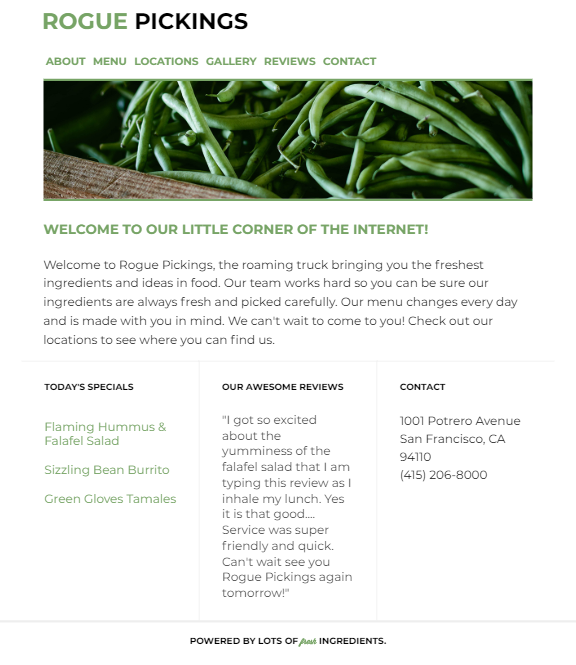 ROGUE PICKINGS
ABOUT MENU LOCATIONS GALLERY REVIEWS CONTACT
WELCOME TO OUR LITTLE CORNER OF THE INTERNET!
Welcome to Rogue Pickings, the roaming truck bringing you the freshest
ingredients and ideas in food. Our team works hard so you can be sure our
ingredients are always fresh and picked carefully. Our menu changes every day
and is made with you in mind. We can't wait to come to you! Check out our
locations to see where you can find us.
TODAY'S SPECIALS
Flaming Hummus &
Falafel Salad
Sizzling Bean Burrito
Green Gloves Tamales
OUR AWESOME REVIEWS
"I got so excited
about the
yumminess of the
falafel salad that I am
typing this review as I
inhale my lunch. Yes
it is that good....
Service was super
friendly and quick.
Can't wait see you
Rogue Pickings again
tomorrow!"
CONTACT
1001 Potrero Avenue
San Francisco, CA
94110
(415) 206-8000
POWERED BY LOTS OF fresh INGREDIENTS.